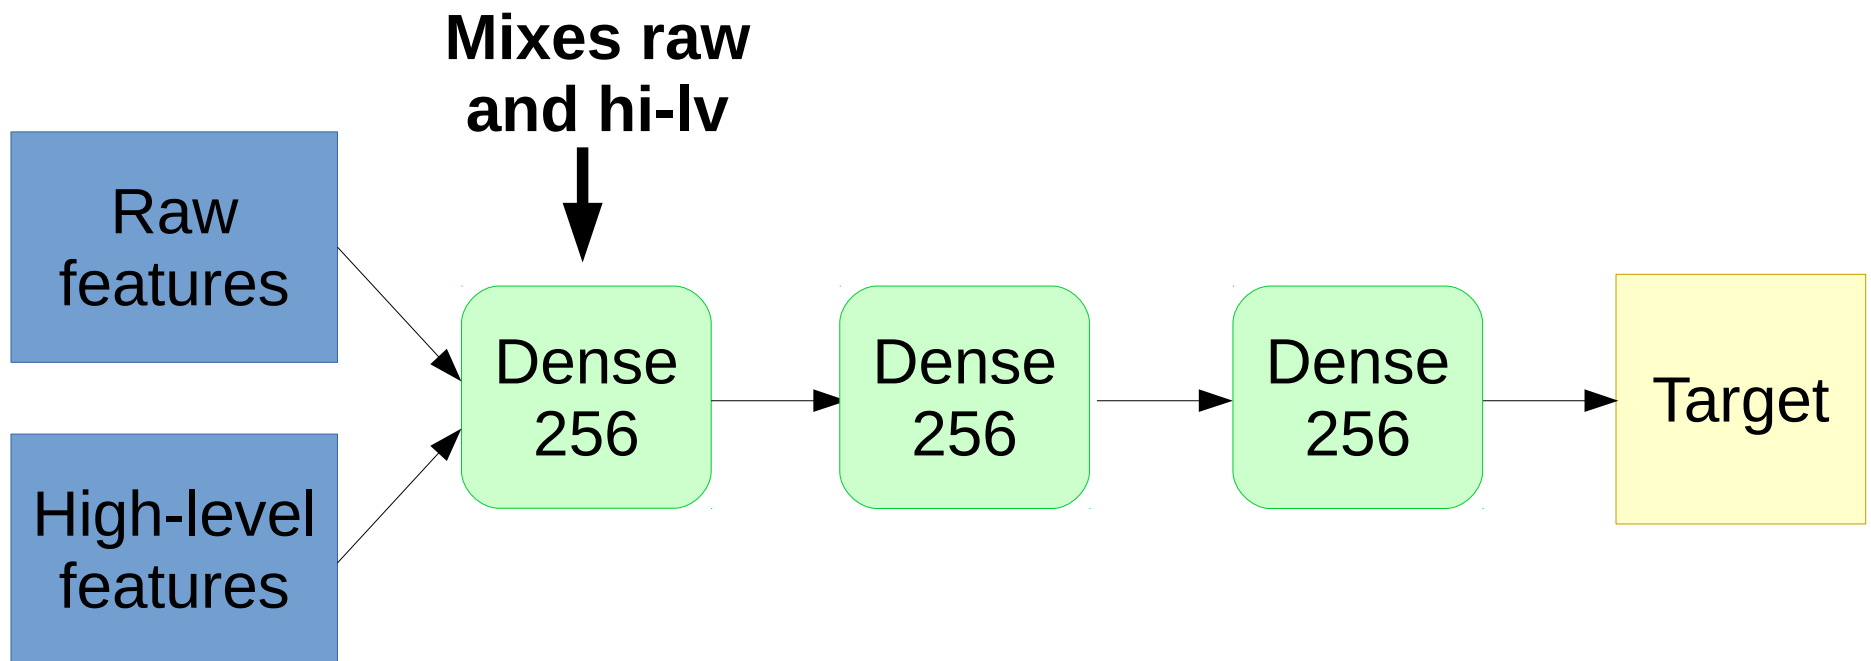 Mixes raw
and hi-lv
Raw
features
High-level
features
Dense
256
Dense
256
Dense
256
Target